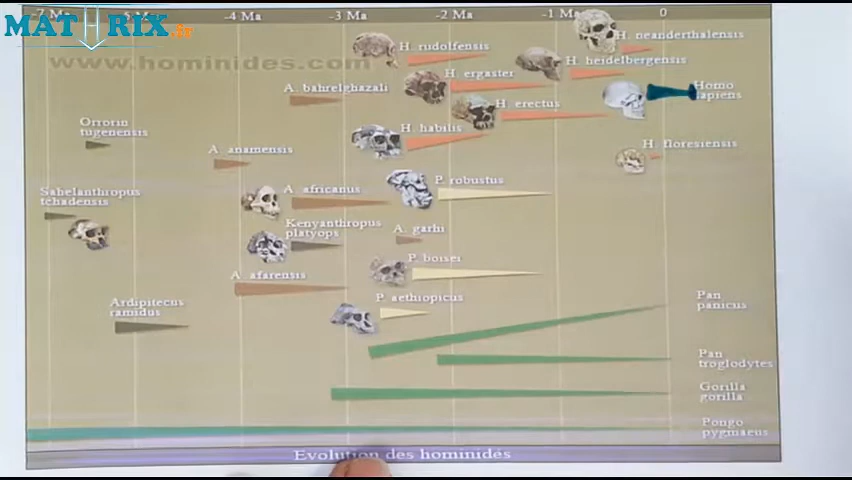 -4 Ma
-3 Ma
-2 Ma
-1 Ma
0
MATHRIX.fr
www.hominides.com
H. neanderthalensis
H. rudolfensis
H. heidelbergensis
H. ergaster
A. bahrelghazali
Homo
sapiens
H. erectus
Orrorin
tugenensis
H. habilis
H. floresiensis
A. anamensis
P. robustus
Sahelanthropus
tchadensis
A. africanus
Kenyanthropus
platyops
A. garhi
P. boisei
A. afarensis
Ardipitecus
ramidus
P. aethiopicus
Pan
paniscus
Pan
troglodytes
Gorilla
gorilla
Pongo
pygmaeus
Evolution des hominidés